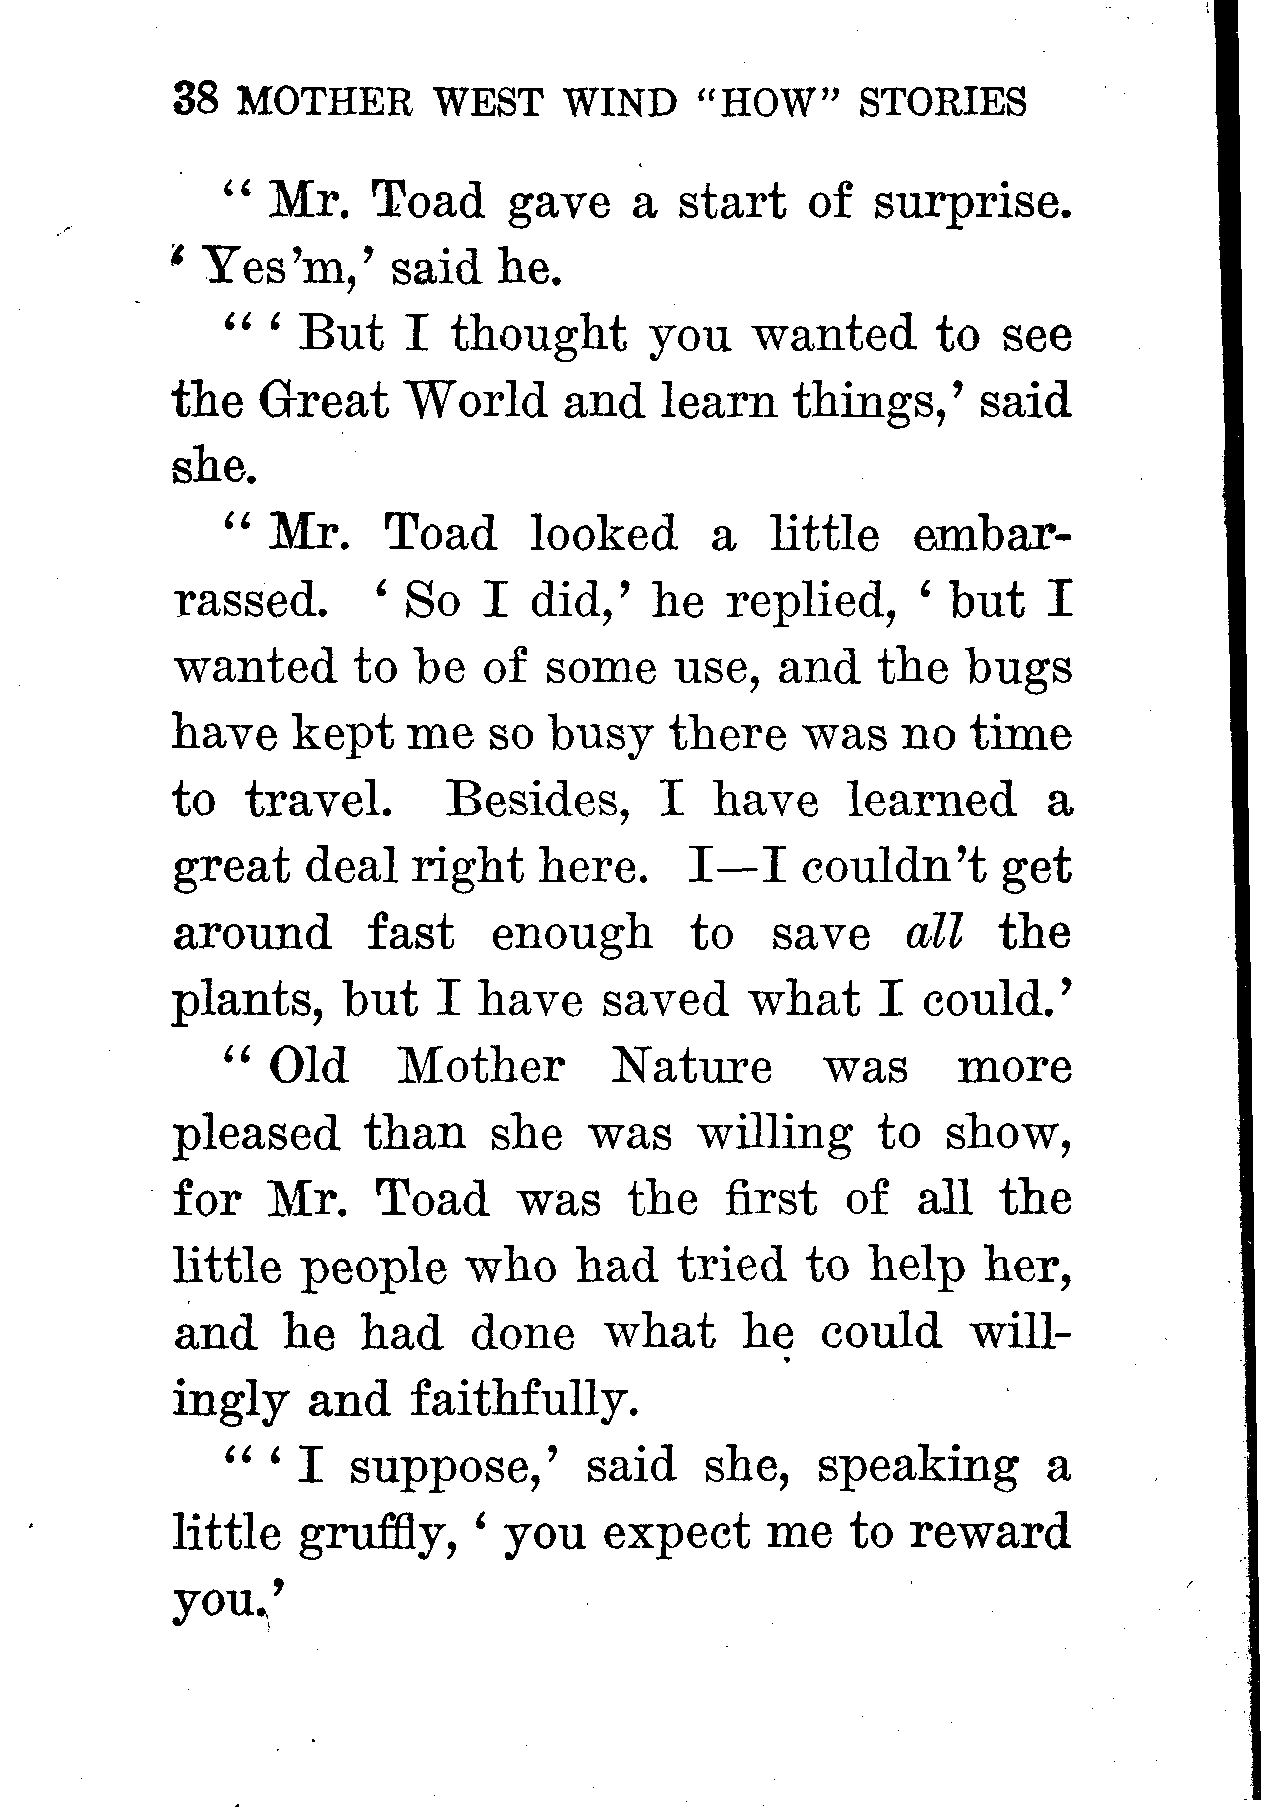 38 MOTHER WEST WIND "HOW" STORIES
"Mr. Toad gave a start of surprise.
'Yes'm,' said he.
"'But I thought you wanted to see
the Great World and learn things,' said
she.
"Mr. Toad looked a little embar-
rassed. 'So I did,' he replied, 'but I
wanted to be of some use, and the bugs
have kept me so busy there was no time
to travel. Besides, I have learned a
great deal right here. I—I couldn't get
around fast enough to save all the
plants, but I have saved what I could.'
"Old Mother Nature was more
pleased than she was willing to show,
for Mr. Toad was the first of all the
little people who had tried to help her,
and he had done what he could will-
ingly and faithfully.
"'I suppose,' said she, speaking a
little gruffly, 'you expect me to reward
you.'